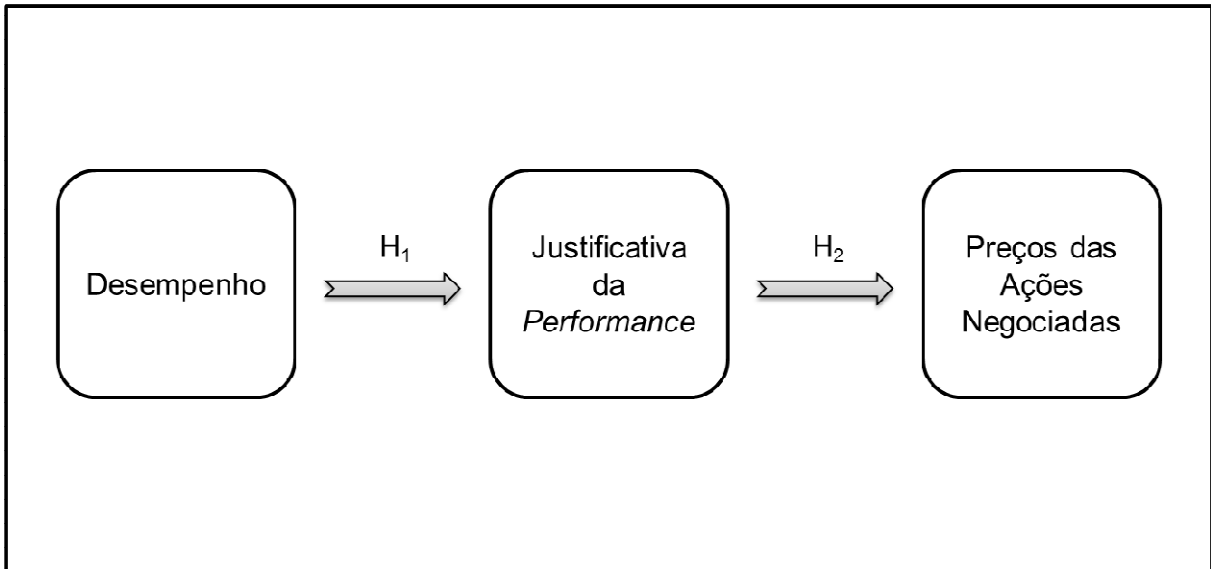 Desempenho
H₁
Justificativa
da
Performance
H₂
Preços das
Ações
Negociadas